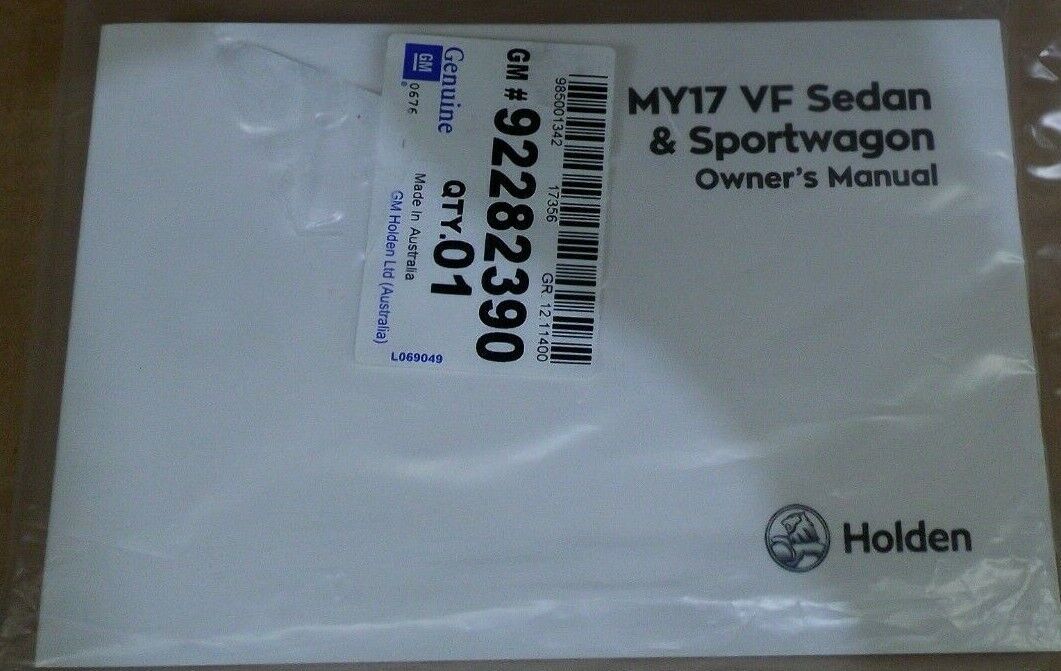 MY17 VF Sedan
& Sportwagon
Owner's Manual
985001342 17356 GR. 12.11400
GM # 92282390
Genuine
QTY.01
GM 0676
Made In Australia
GM Holden Ltd (Australia)
L069049
Holden